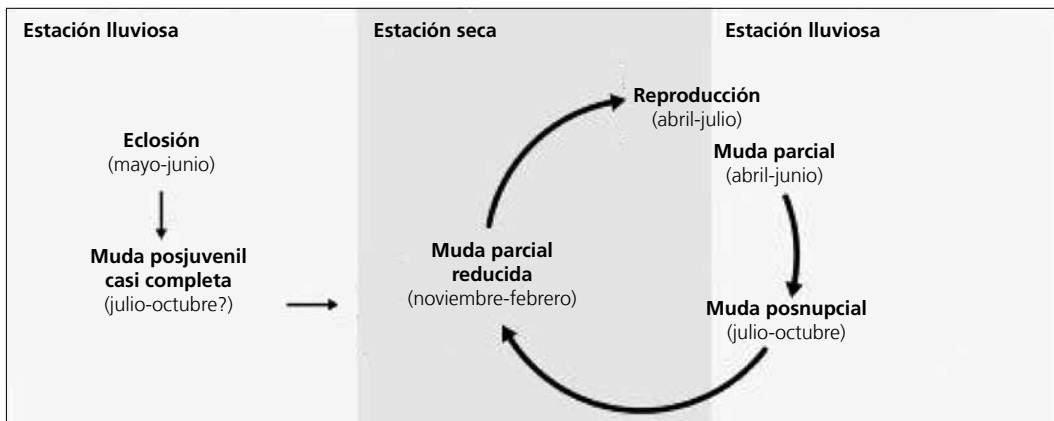 Estación lluviosa
Eclosión
(mayo-junio)
Muda posjuvenil
casi completa
(julio-octubre?)
Estación seca
Muda parcial
reducida
(noviembre-febrero)
Estación lluviosa
Reproducción
(abril-julio)
Muda parcial
(abril-junio)
Muda posnupcial
(julio-octubre)